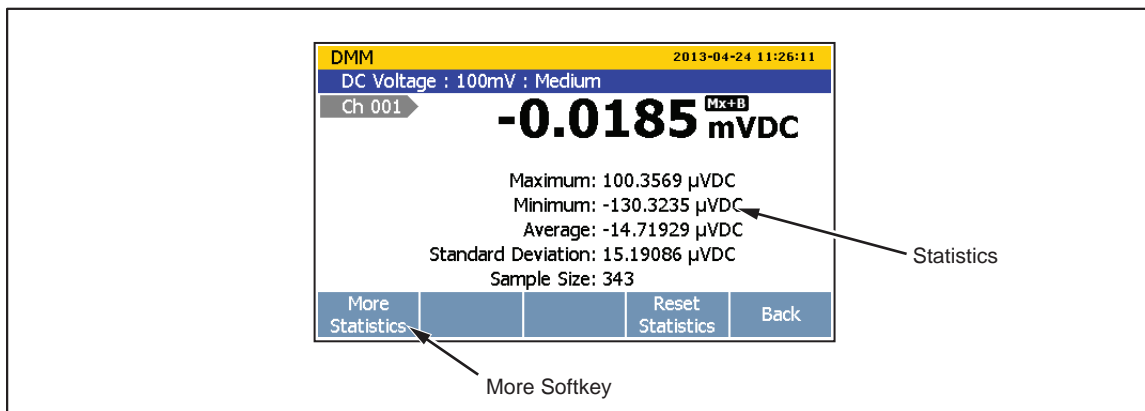 DMM 2013-04-24 11:26:11
DC Voltage : 100mV : Medium
Ch 001
-0.0185 Mx+B mVDC
Maximum: 100.3569 µVDC
Minimum: -130.3235 µVDC
Average: -14.71929 µVDC
Standard Deviation: 15.19086 µVDC
Sample Size: 343
Statistics
More Statistics
Reset Statistics
Back
More Softkey